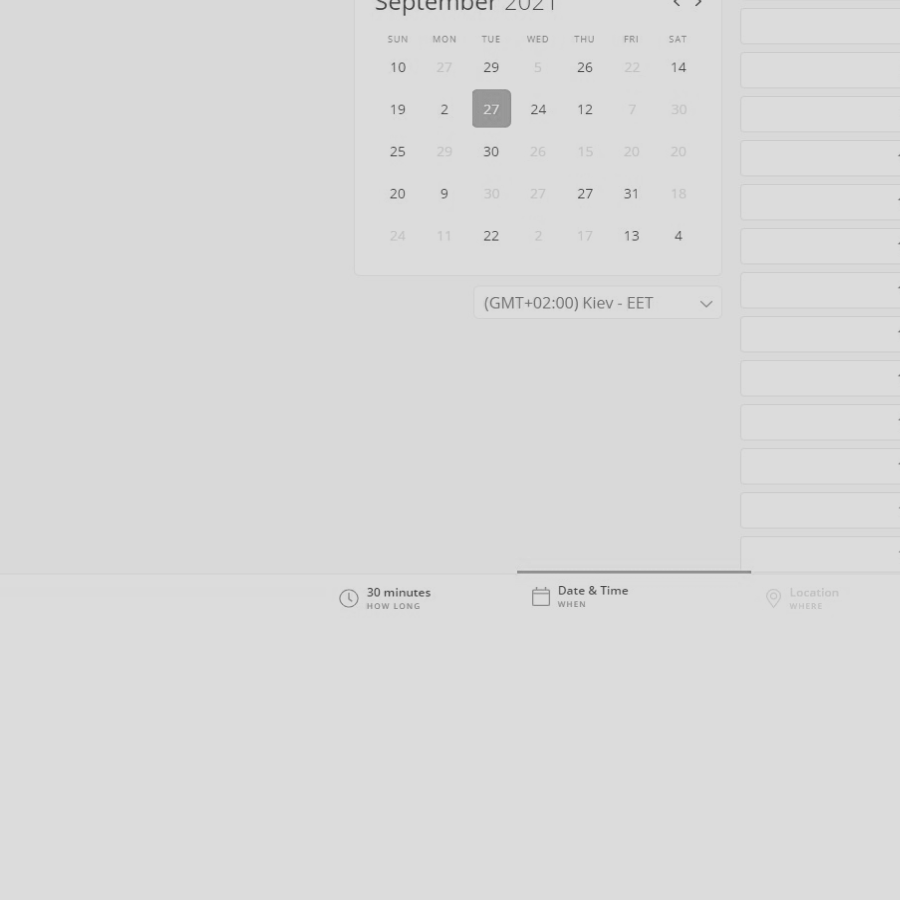 September 2021
SUN MON TUE WED THU FRI SAT
10 27 29 5 26 22 14
19 2 27 24 12 7 30
25 29 30 26 15 20 20
20 9 30 27 27 31 18
24 11 22 2 17 13 4
(GMT+02:00) Kiev - EET
30 minutes
HOW LONG
Date & Time
WHEN
Location
WHERE